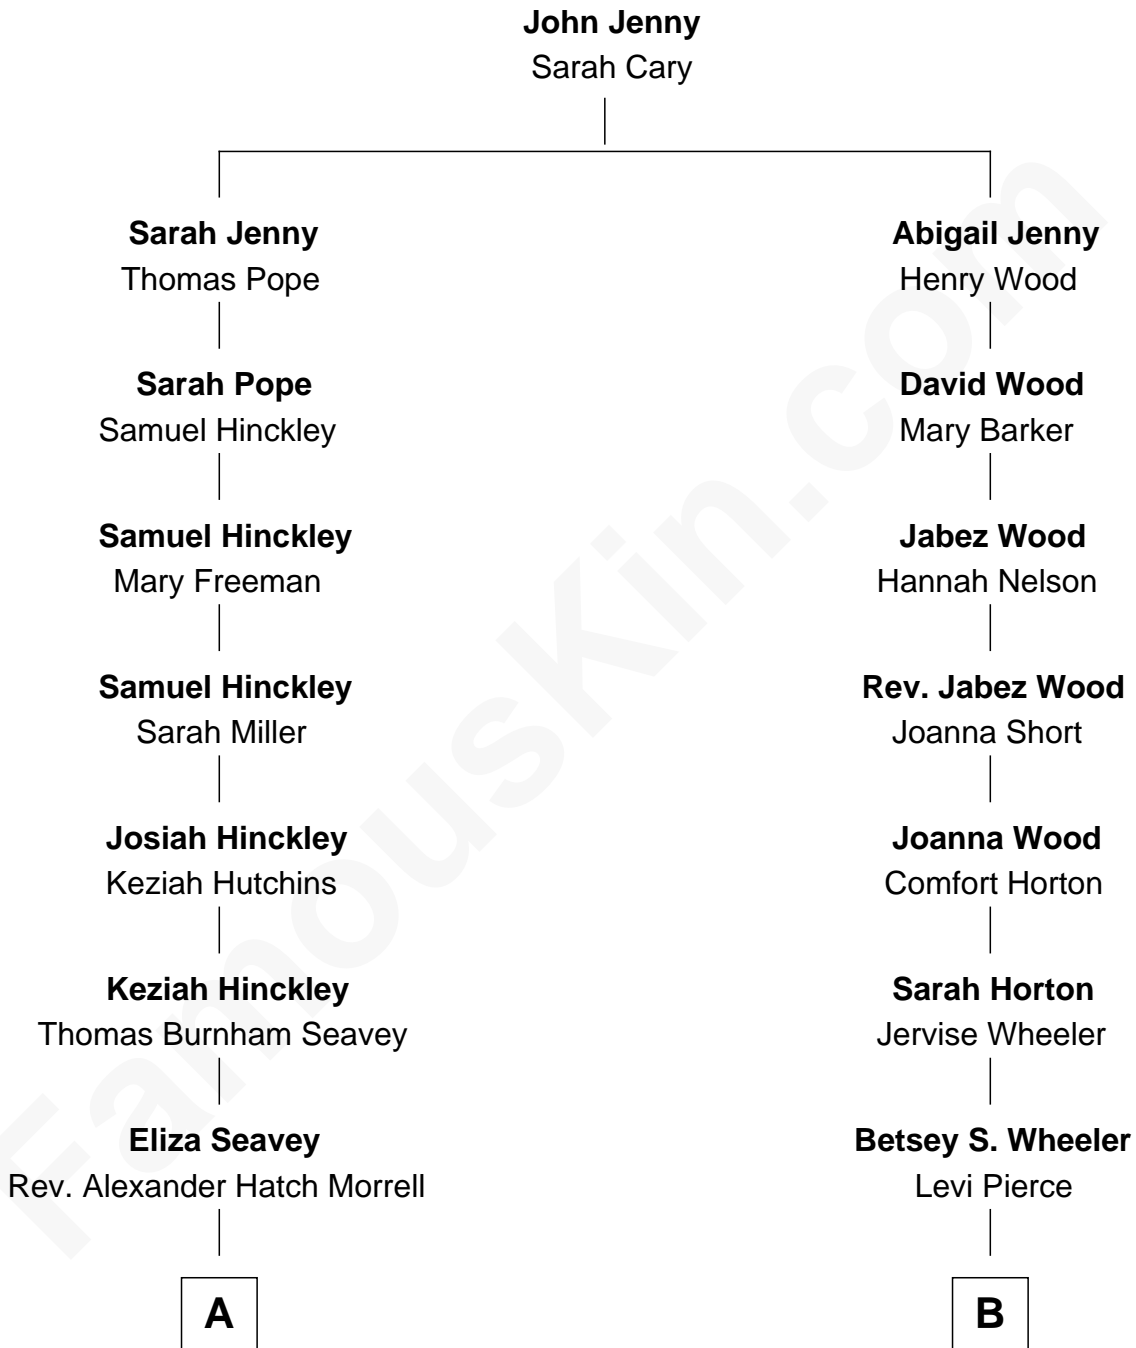 John Jenny
Sarah Cary
Sarah Jenny
Thomas Pope
Abigail Jenny
Henry Wood
Sarah Pope
Samuel Hinckley
David Wood
Mary Barker
Samuel Hinckley
Mary Freeman
Jabez Wood
Hannah Nelson
Samuel Hinckley
Sarah Miller
Rev. Jabez Wood
Joanna Short
Josiah Hinckley
Keziah Hutchins
Joanna Wood
Comfort Horton
Keziah Hinckley
Thomas Burnham Seavey
Sarah Horton
Jervise Wheeler
Eliza Seavey
Rev. Alexander Hatch Morrell
Betsey S. Wheeler
Levi Pierce
A
B
FamousKin.com